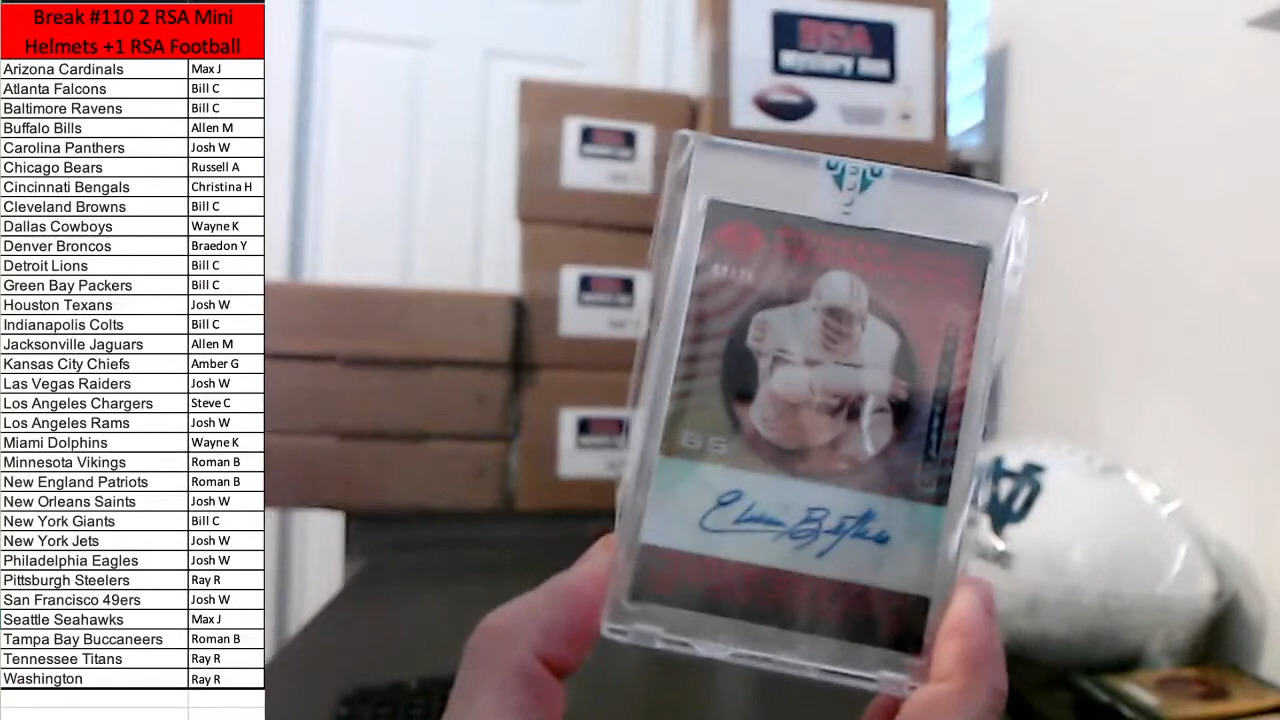 Break #110 2 RSA Mini
Helmets +1 RSA Football
Arizona Cardinals Max J
Atlanta Falcons Bill C
Baltimore Ravens Bill C
Buffalo Bills Allen M
Carolina Panthers Josh W
Chicago Bears Russell A
Cincinnati Bengals Christina H
Cleveland Browns Bill C
Dallas Cowboys Wayne K
Denver Broncos Braedon Y
Detroit Lions Bill C
Green Bay Packers Bill C
Houston Texans Josh W
Indianapolis Colts Bill C
Jacksonville Jaguars Allen M
Kansas City Chiefs Amber G
Las Vegas Raiders Josh W
Los Angeles Chargers Steve C
Los Angeles Rams Josh W
Miami Dolphins Wayne K
Minnesota Vikings Roman B
New England Patriots Roman B
New Orleans Saints Josh W
New York Giants Bill C
New York Jets Josh W
Philadelphia Eagles Josh W
Pittsburgh Steelers Ray R
San Francisco 49ers Josh W
Seattle Seahawks Max J
Tampa Bay Buccaneers Roman B
Tennessee Titans Ray R
Washington Ray R
RSA
Mystery Box